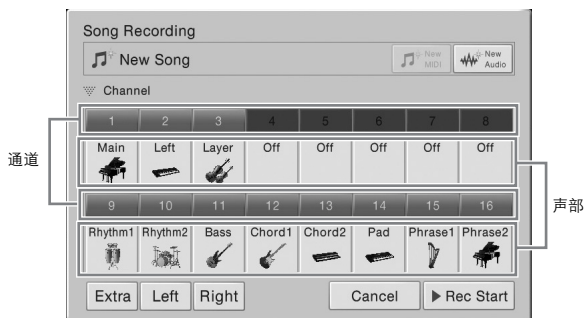 Song Recording
New Song
New MIDI
New Audio
Channel
1 2 3 4 5 6 7 8
通道
Main Left Layer Off Off Off Off Off
9 10 11 12 13 14 15 16
声部
Rhythm1 Rhythm2 Bass Chord1 Chord2 Pad Phrase1 Phrase2
Extra Left Right Cancel Rec Start